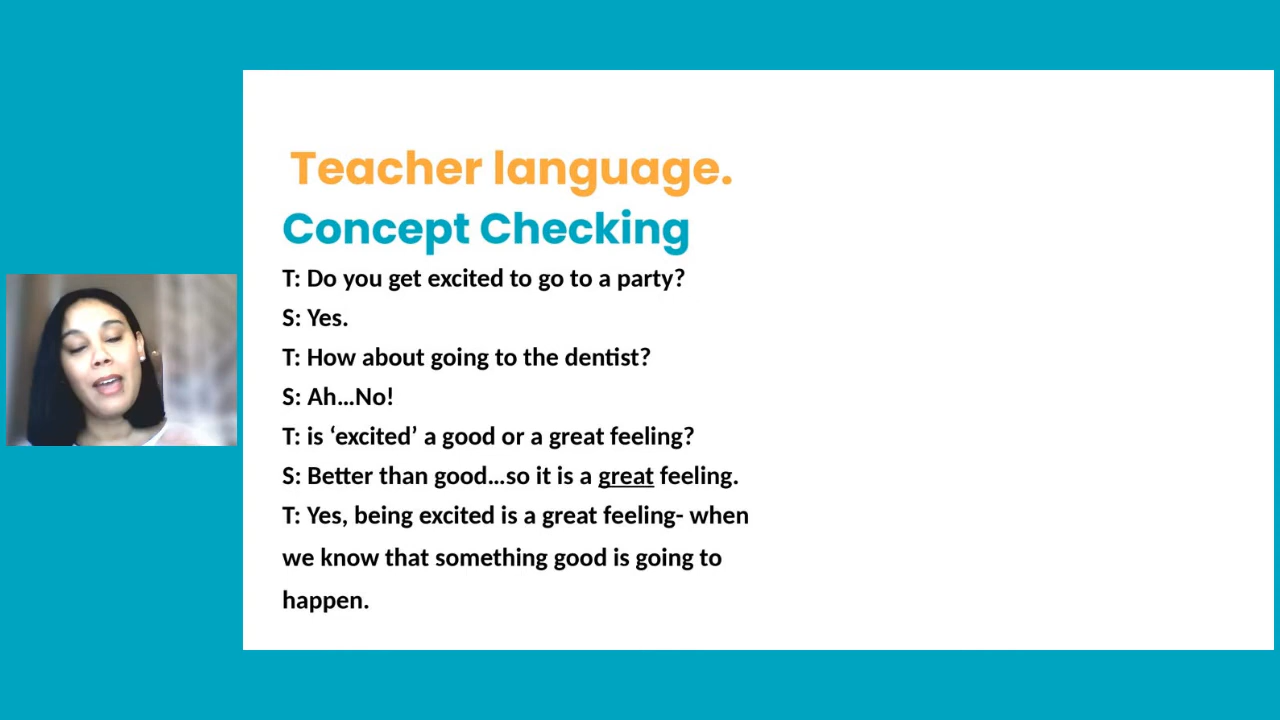 Teacher language.
Concept Checking
T: Do you get excited to go to a party?
S: Yes.
T: How about going to the dentist?
S: Ah...No!
T: is ‘excited’ a good or a great feeling?
S: Better than good...so it is a great feeling.
T: Yes, being excited is a great feeling- when
we know that something good is going to
happen.